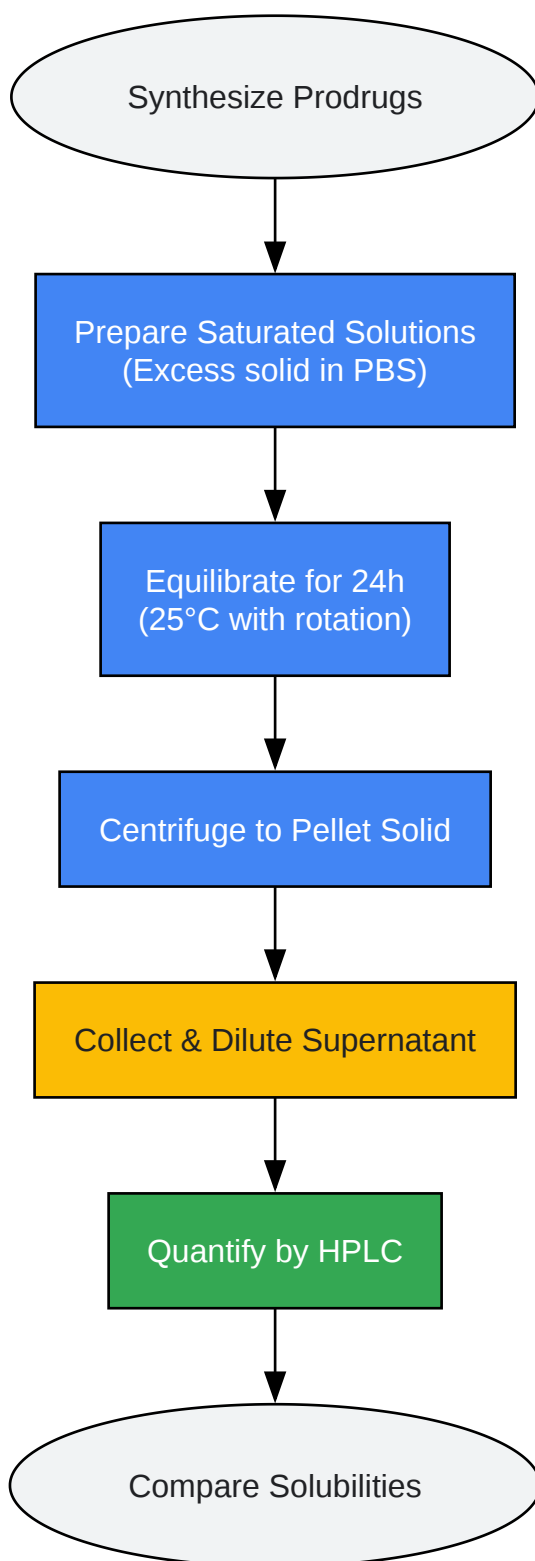 Synthesize Prodrugs
Prepare Saturated Solutions
(Excess solid in PBS)
Equilibrate for 24h
(25°C with rotation)
Centrifuge to Pellet Solid
Collect & Dilute Supernatant
Quantify by HPLC
Compare Solubilities